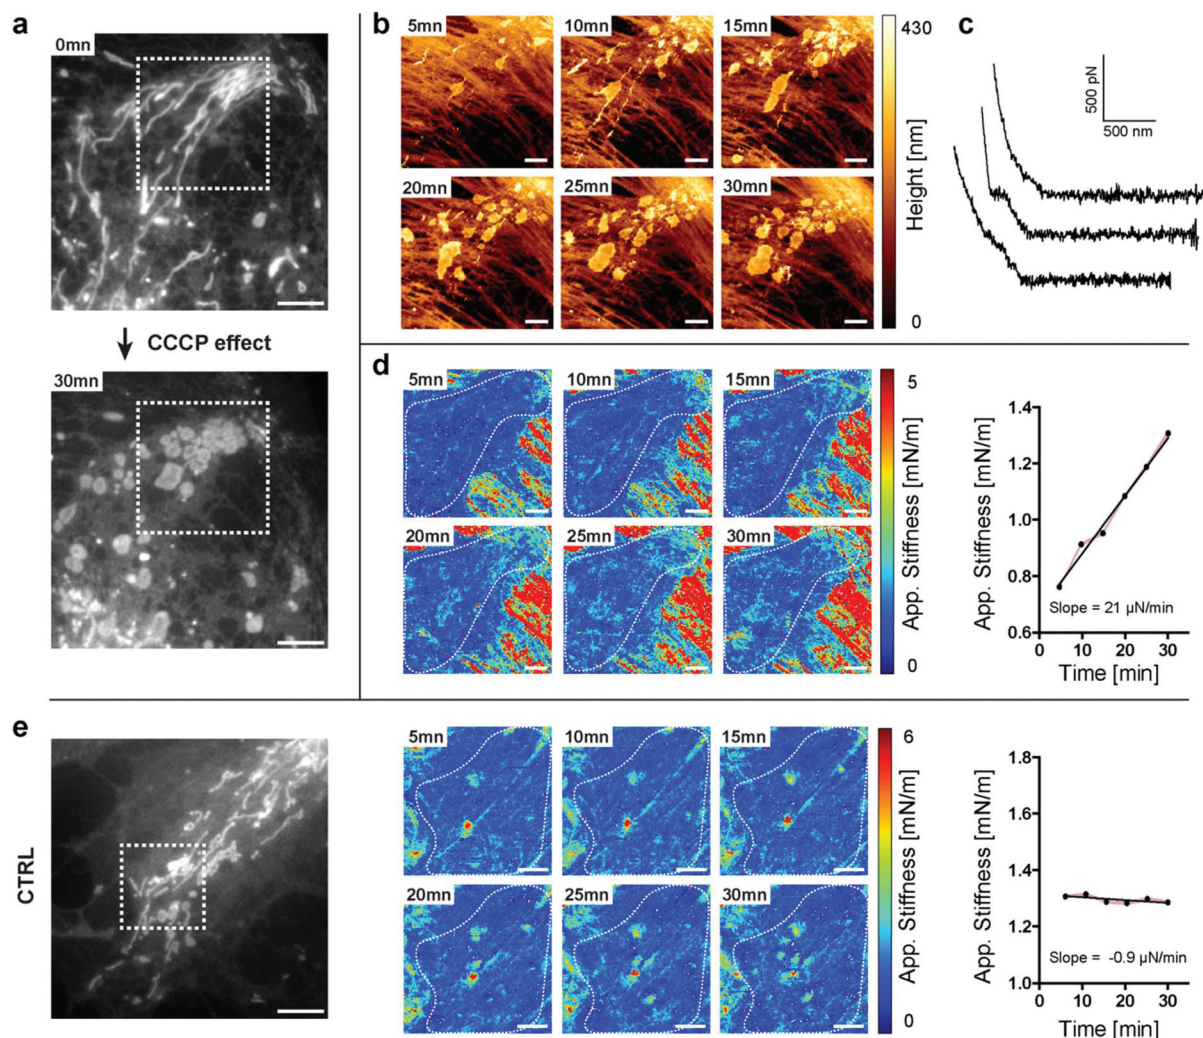 a
0mn
CCCP effect
30mn
b
5mn
10mn
15mn
20mn
25mn
30mn
430
Height [nm]
0
c
500 pN
500 nm
d
5mn
10mn
15mn
20mn
25mn
30mn
5
App. Stiffness [mN/m]
0
App. Stiffness [mN/m]
1.4
1.2
1.0
0.8
0.6
Slope = 21 µN/min
0
10
20
30
Time [min]
e
CTRL
5mn
10mn
15mn
20mn
25mn
30mn
6
App. Stiffness [mN/m]
0
App. Stiffness [mN/m]
1.8
1.6
1.4
1.2
1.0
Slope = -0.9 µN/min
0
10
20
30
Time [min]